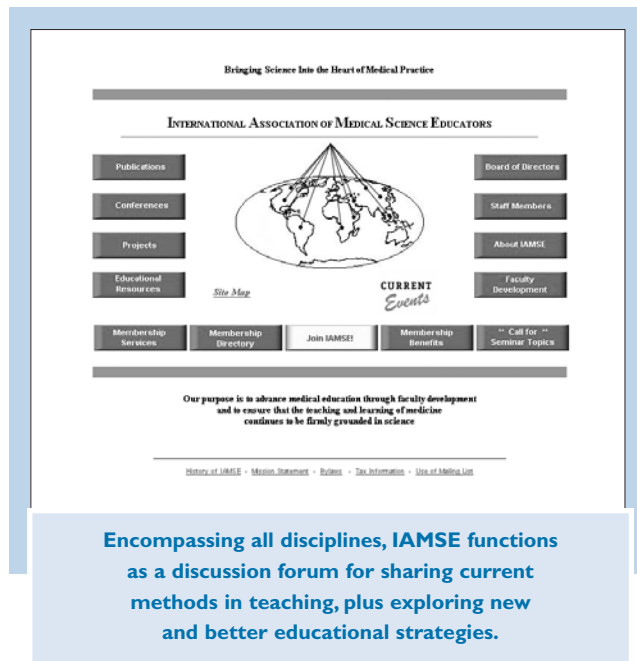 Bringing Science Into the Heart of Medical Practice
INTERNATIONAL ASSOCIATION OF MEDICAL SCIENCE EDUCATORS
Publications
Board of Directors
Conferences
Staff Members
Projects
About IAMSE
Educational
Resources
Site Map
CURRENT
Events
Faculty
Development
Membership
Services
Membership
Directory
Join IAMSE!
Membership
Benefits
** Call for **
Seminar Topics
Our purpose is to advance medical education through faculty development
and to ensure that the teaching and learning of medicine
continues to be firmly grounded in science
History of IAMSE - Mission Statement - Bylaws - Tax Information - Use of Mailing List
Encompassing all disciplines, IAMSE functions
as a discussion forum for sharing current
methods in teaching, plus exploring new
and better educational strategies.